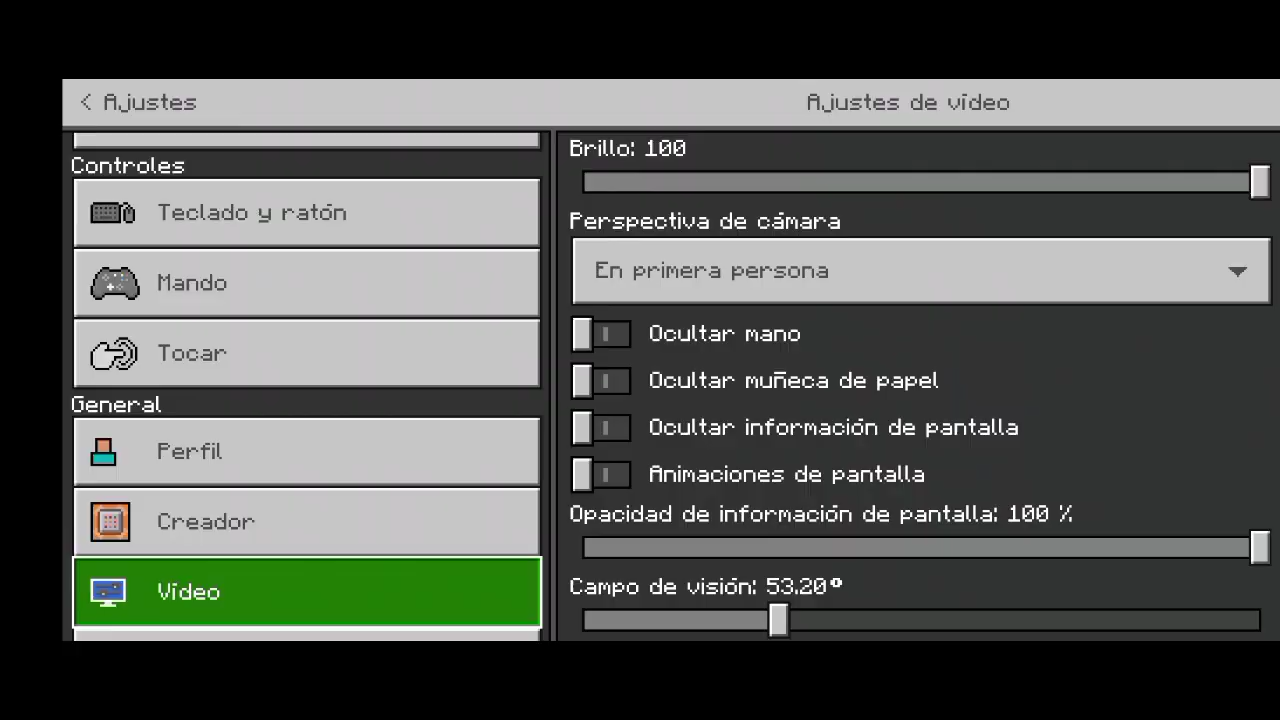 Ajustes
Ajustes de vídeo
Controles
Teclado y ratón
Mando
Tocar
General
Perfil
Creador
Vídeo
Brillo: 100
Perspectiva de cámara
En primera persona
Ocultar mano
Ocultar muñeca de papel
Ocultar información de pantalla
Animaciones de pantalla
Opacidad de información de pantalla: 100 %
Campo de visión: 53.20º